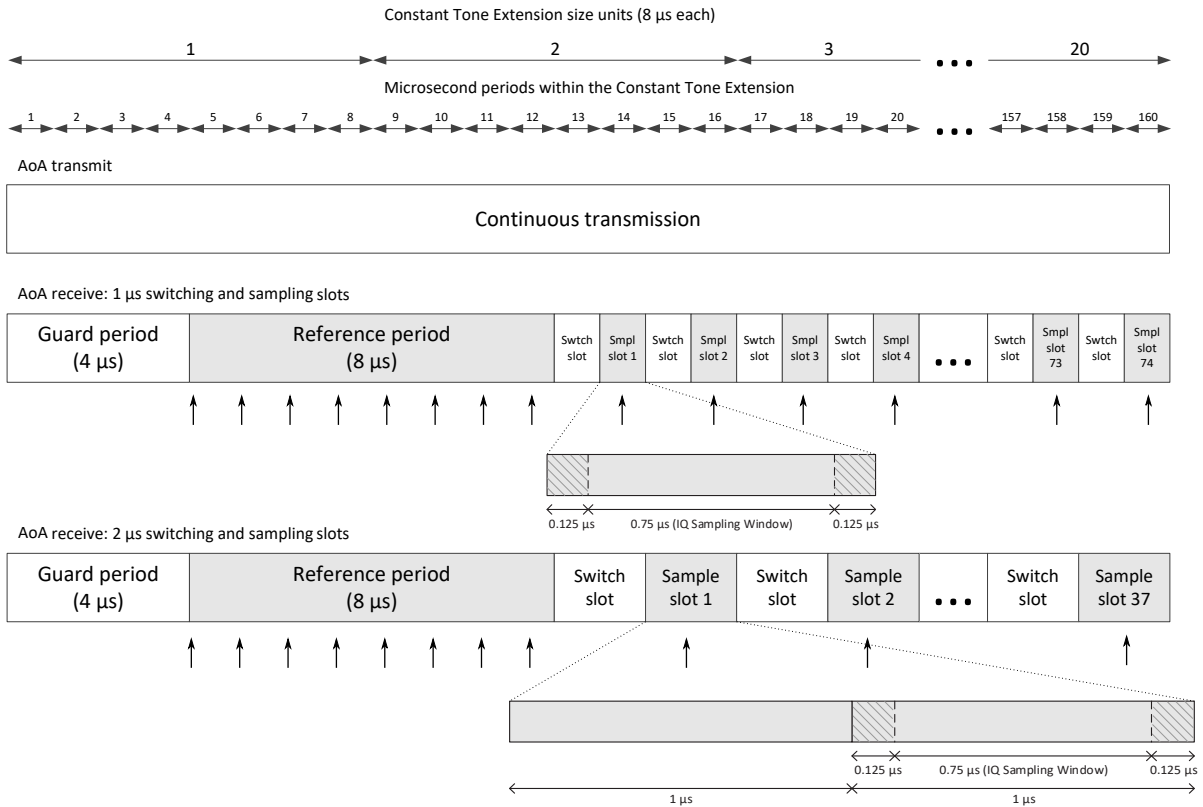 Constant Tone Extension size units (8 µs each)
1 2 3 ••• 20
Microsecond periods within the Constant Tone Extension
1 2 3 4 5 6 7 8 9 10 11 12 13 14 15 16 17 18 19 20 ••• 157 158 159 160
AoA transmit
Continuous transmission
AoA receive: 1 µs switching and sampling slots
Guard period
(4 µs)
Reference period
(8 µs)
Swtch
slot
Smpl
slot 1
Swtch
slot
Smpl
slot 2
Swtch
slot
Smpl
slot 3
Swtch
slot
Smpl
slot 4
•••
Swtch
slot
Smpl
slot
73
Swtch
slot
Smpl
slot
74
0.125 µs 0.75 µs (IQ Sampling Window) 0.125 µs
AoA receive: 2 µs switching and sampling slots
Guard period
(4 µs)
Reference period
(8 µs)
Switch
slot
Sample
slot 1
Switch
slot
Sample
slot 2
•••
Switch
slot
Sample
slot 37
0.125 µs 0.75 µs (IQ Sampling Window) 0.125 µs
1 µs 1 µs